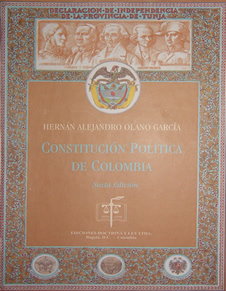 DECLARACION·DE·INDEPENDENCIA
DE·LA·PROVINCIA·DE·TUNJA
HERNÁN ALEJANDRO OLANO GARCÍA
CONSTITUCIÓN POLÍTICA
DE COLOMBIA
Sexta Edición
EDICIONES DOCTRINA Y LEY LTDA.
Bogotá, D.C. - Colombia